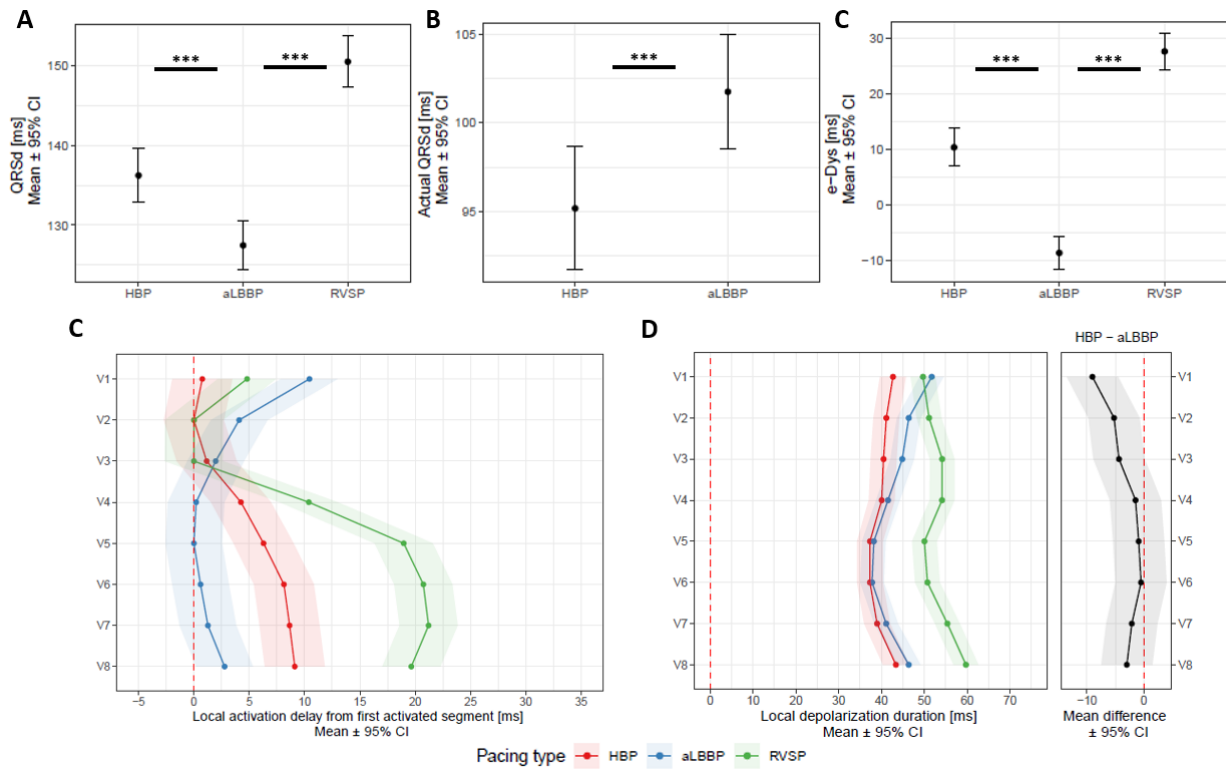 A
QRSd [ms]
Mean ± 95% CI
150
140
130
***
***
HBP
aLBBP
RVSP
B
Actual QRSd [ms]
Mean ± 95% CI
105
100
95
***
HBP
aLBBP
C
e-Dys [ms]
Mean ± 95% CI
30
20
10
0
−10
***
***
HBP
aLBBP
RVSP
C
V1
V2
V3
V4
V5
V6
V7
V8
−5
0
5
10
15
20
25
30
35
Local activation delay from first activated segment [ms]
Mean ± 95% CI
D
V1
V2
V3
V4
V5
V6
V7
V8
0
10
20
30
40
50
60
70
Local depolarization duration [ms]
Mean ± 95% CI
HBP − aLBBP
V1
V2
V3
V4
V5
V6
V7
V8
−10
0
Mean difference
± 95% CI
Pacing type HBP aLBBP RVSP